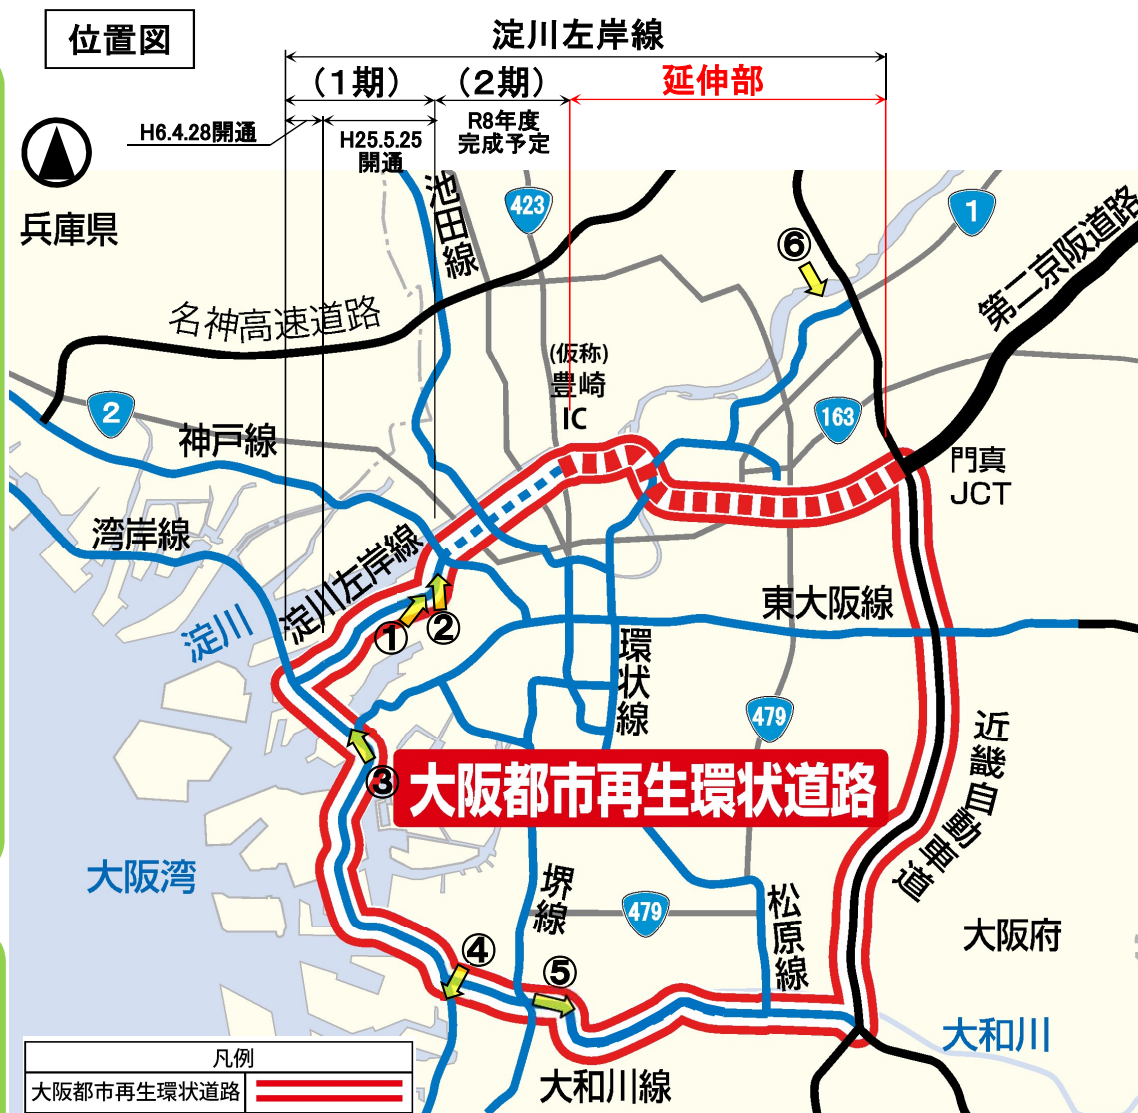 位置図
淀川左岸線
(1期)
(2期)
延伸部
H6.4.28開通
H25.5.25
開通
R8年度
完成予定
兵庫県
池田線
423
1
⑥
第二京阪道路
名神高速道路
(仮称)
豊崎
IC
2
163
神戸線
門真
JCT
湾岸線
淀川左岸線
淀川
①
②
東大阪線
環状線
479
近畿自動車道
③
大阪都市再生環状道路
大阪湾
堺線
479
松原線
大阪府
④
⑤
大和川
大和川線
凡例
大阪都市再生環状道路